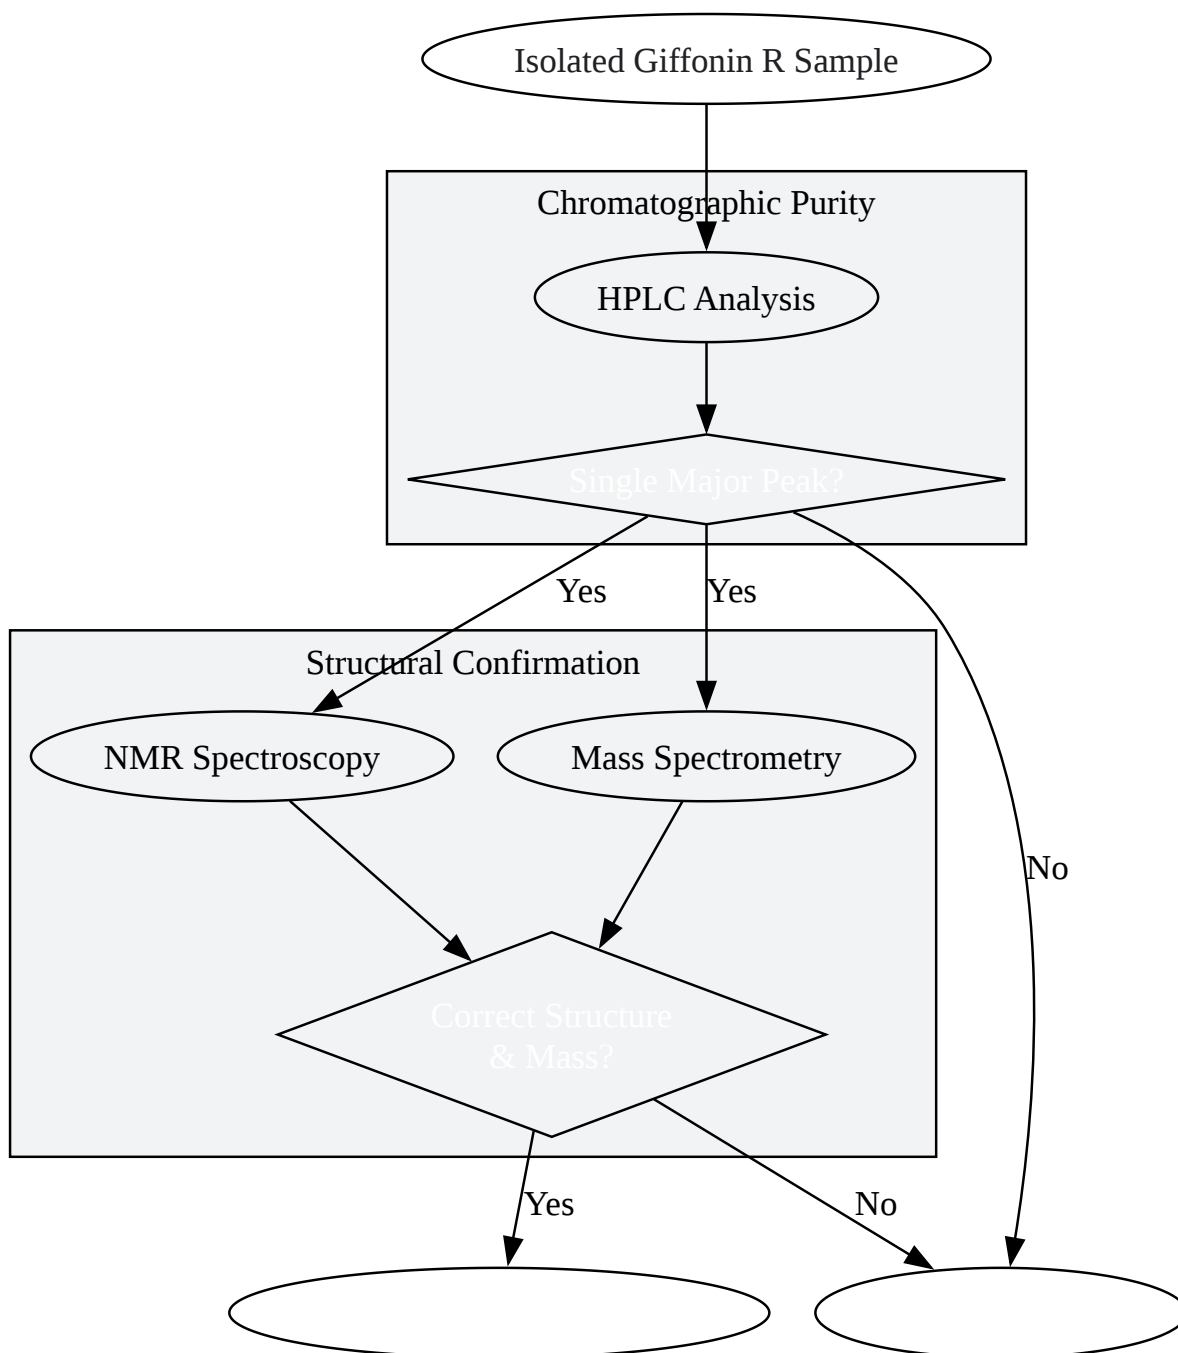 Isolated Giffonin R Sample
Chromatographic Purity
HPLC Analysis
Single Major Peak?
Yes
Yes
Structural Confirmation
NMR Spectroscopy
Mass Spectrometry
No
Correct Structure
& Mass?
Yes
No